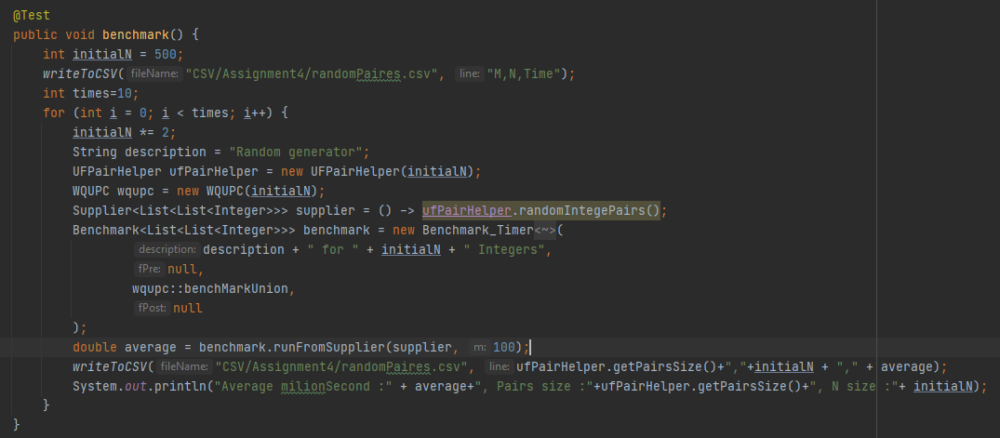 @Test
public void benchmark() {
    int initialN = 500;
    writeToCSV( fileName: "CSV/Assignment4/randomPaires.csv", line: "M,N,Time");
    int times=10;
    for (int i = 0; i < times; i++) {
        initialN *= 2;
        String description = "Random generator";
        UFPairHelper ufPairHelper = new UFPairHelper(initialN);
        WQUPC wqupc = new WQUPC(initialN);
        Supplier<List<List<Integer>>> supplier = () -> ufPairHelper.randomIntegePairs();
        Benchmark<List<List<Integer>>> benchmark = new Benchmark_Timer<~>(
                description: description + " for " + initialN + " Integers",
                fPre: null,
                wqupc::benchMarkUnion,
                fPost: null
        );
        double average = benchmark.runFromSupplier(supplier, m: 100);
        writeToCSV( fileName: "CSV/Assignment4/randomPaires.csv", line: ufPairHelper.getPairsSize()+","+initialN + "," + average);
        System.out.println("Average milionSecond :" + average+", Pairs size :"+ufPairHelper.getPairsSize()+", N size :"+ initialN);
    }
}